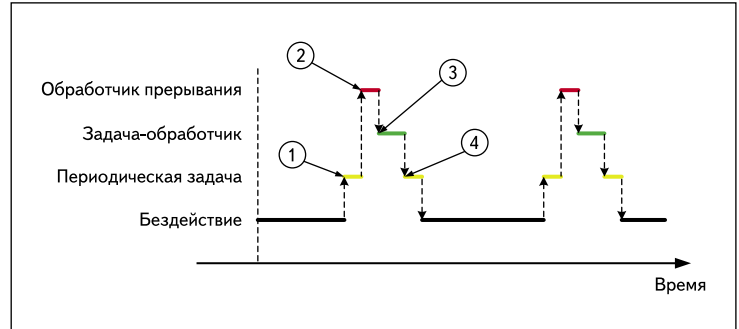 2
3
Обработчик прерывания
Задача-обработчик
1
4
Периодическая задача
Бездействие
Время